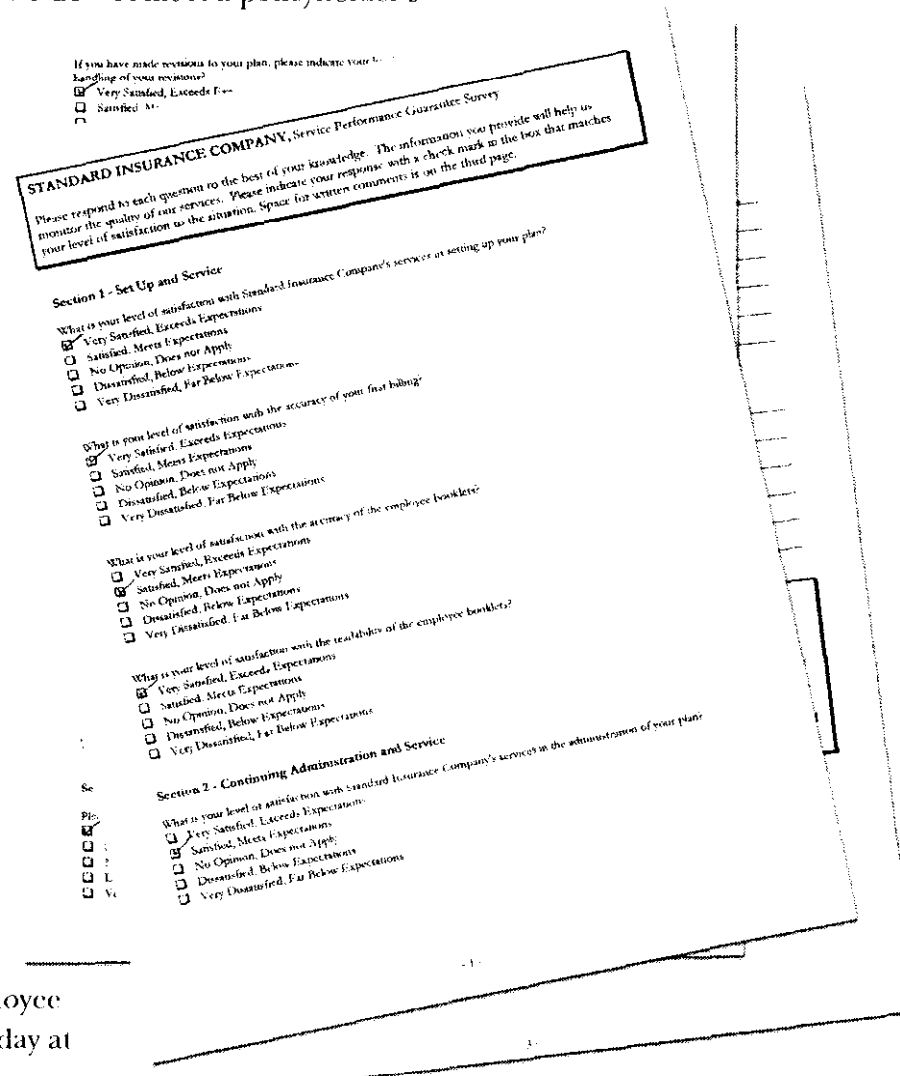 If you have made revisions to your plan, please indicate your
handling of your revisions?
Very Satisfied, Exceeds
Satisfied
STANDARD INSURANCE COMPANY, Service Performance Guarantee Survey
Please respond to each question to the best of your knowledge. The information you provide will help us
monitor the quality of our services. Please indicate your response with a check mark in the box that matches
your level of satisfaction to the situation. Space for written comments is on the third page.
Section 1 - Set Up and Service
What is your level of satisfaction with Standard Insurance Company's services in setting up your plan?
Very Satisfied, Exceeds Expectations
Satisfied, Meets Expectations
No Opinion, Does not Apply
Dissatisfied, Below Expectations
Very Dissatisfied, Far Below Expectations
What is your level of satisfaction with the accuracy of your first billing?
Very Satisfied, Exceeds Expectations
Satisfied, Meets Expectations
No Opinion, Does not Apply
Dissatisfied, Below Expectations
Very Dissatisfied, Far Below Expectations
What is your level of satisfaction with the accuracy of the employee booklets?
Very Satisfied, Exceeds Expectations
Satisfied, Meets Expectations
No Opinion, Does not Apply
Dissatisfied, Below Expectations
Very Dissatisfied, Far Below Expectations
What is your level of satisfaction with the readability of the employee booklets?
Very Satisfied, Exceeds Expectations
Satisfied, Meets Expectations
No Opinion, Does not Apply
Dissatisfied, Below Expectations
Very Dissatisfied, Far Below Expectations
Section 2 - Continuing Administration and Service
What is your level of satisfaction with Standard Insurance Company's services in the administration of your plan?
Very Satisfied, Exceeds Expectations
Satisfied, Meets Expectations
No Opinion, Does not Apply
Dissatisfied, Below Expectations
Very Dissatisfied, Far Below Expectations
- 1 -
loyee
day at